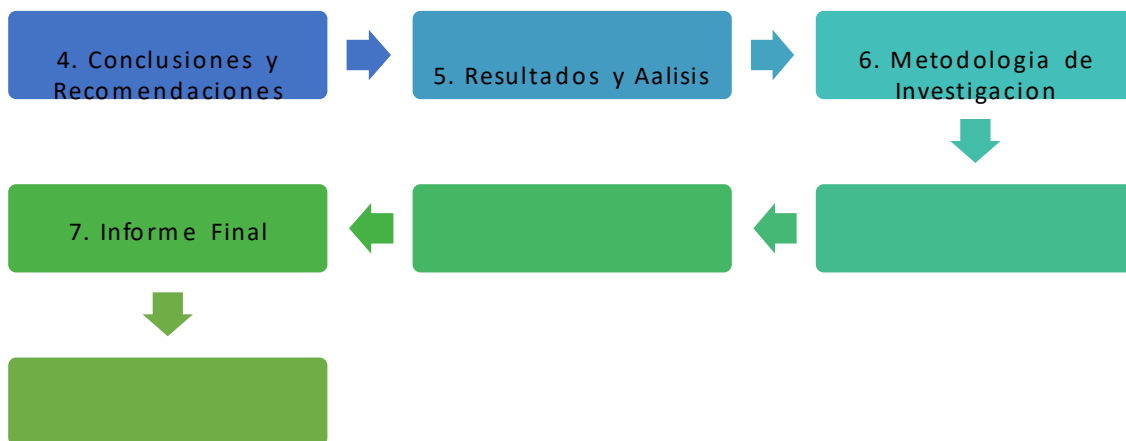 4. Conclusiones y
Recomendaciones
5. Resultados y Aalisis
6. Metodologia de
Investigacion
7. Informe Final